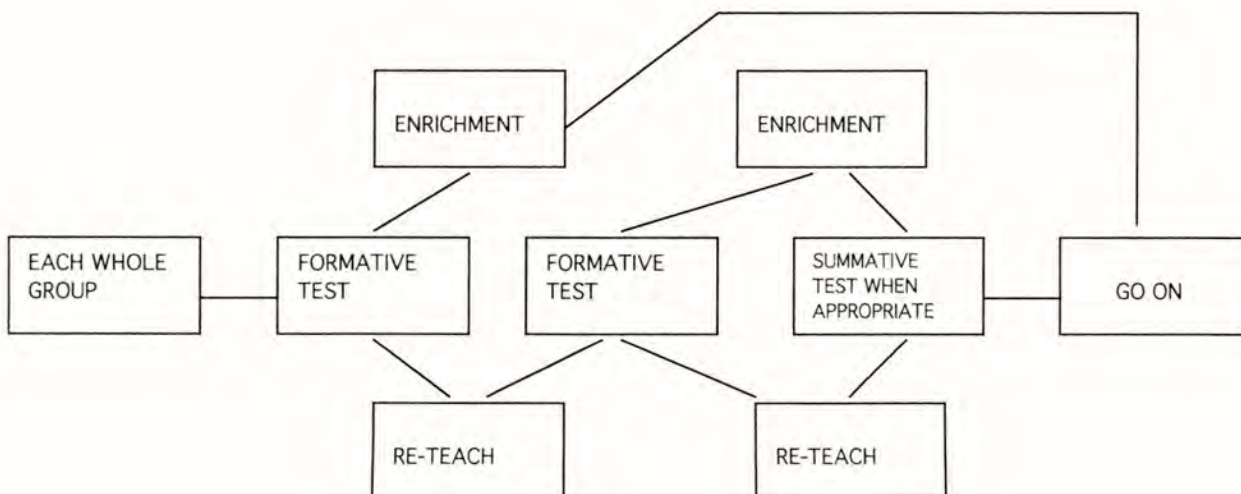 ENRICHMENT
ENRICHMENT
EACH WHOLE
GROUP
FORMATIVE
TEST
FORMATIVE
TEST
SUMMATIVE
TEST WHEN
APPROPRIATE
GO ON
RE-TEACH
RE-TEACH